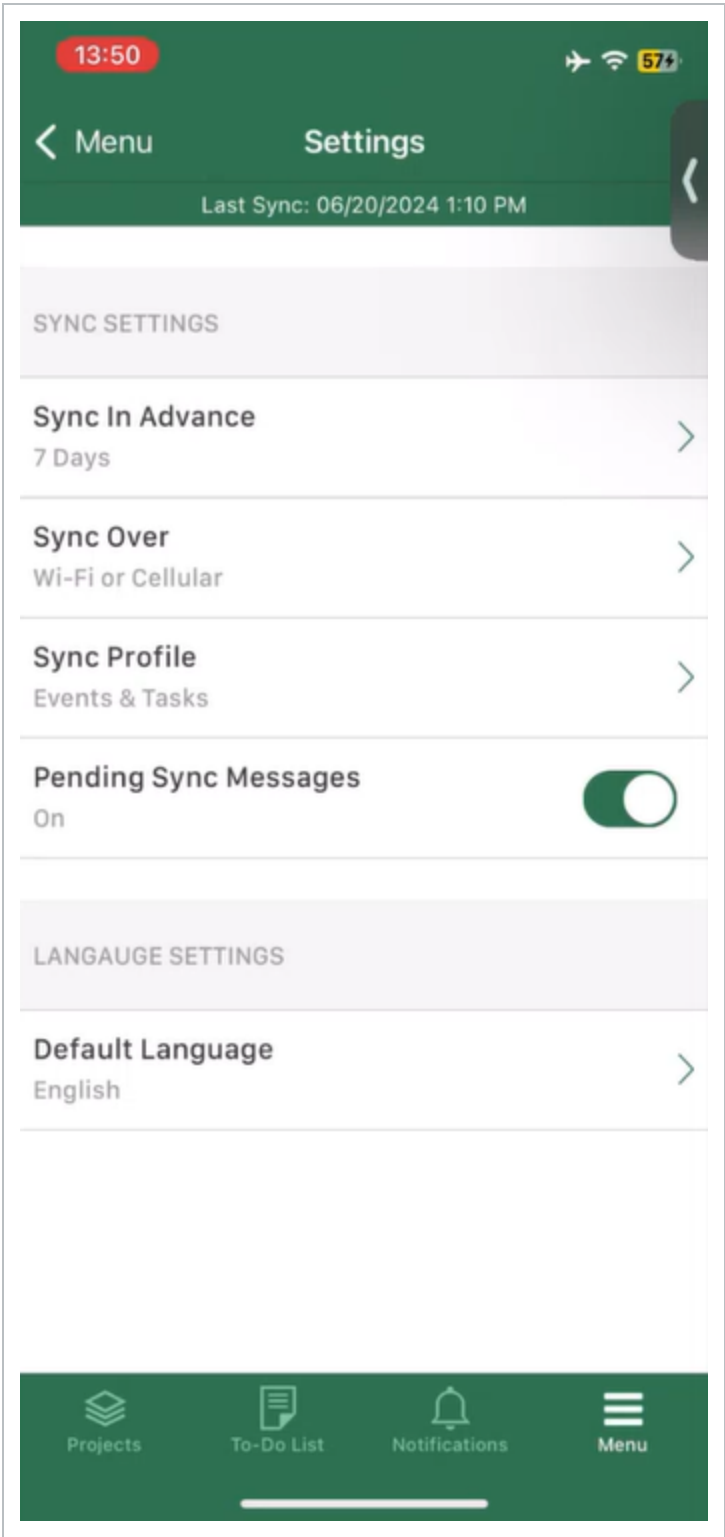 13:50
57
Menu
Settings
Last Sync: 06/20/2024 1:10 PM
SYNC SETTINGS
Sync In Advance
7 Days
Sync Over
Wi-Fi or Cellular
Sync Profile
Events & Tasks
Pending Sync Messages
On
LANGAUGE SETTINGS
Default Language
English
Projects
To-Do List
Notifications
Menu